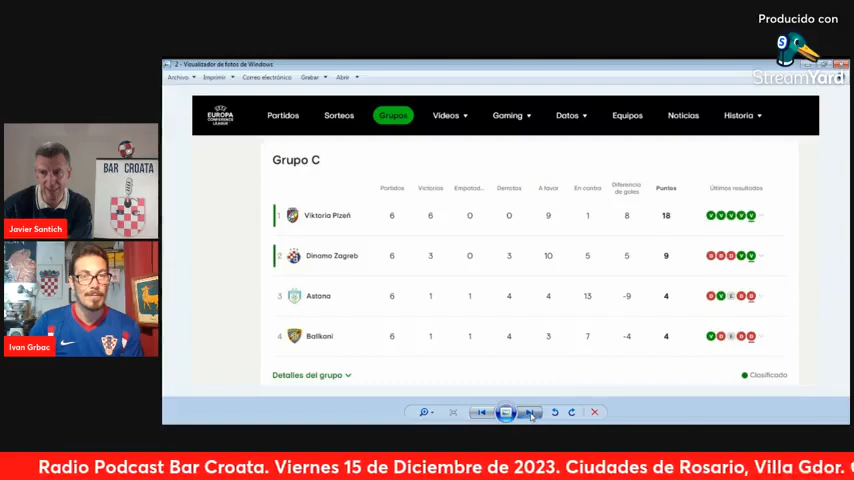 Producido con
StreamYard
2 - Visualizador de fotos de Windows
Archivo Imprimir Correo electrónico Grabar Abrir
EUROPA CONFERENCE LEAGUE
Partidos Sorteos Grupos Vídeos Gaming Datos Equipos Noticias Historia
Grupo C
Partidos Victorias Empatad... Derrotas A favor En contra Diferencia de goles Puntos Últimos resultados
1 Viktoria Plzeň 6 6 0 0 9 1 8 18 V V V V V
2 Dinamo Zagreb 6 3 0 3 10 5 5 9 D D D V V
3 Astana 6 1 1 4 4 13 -9 4 D V E D D
4 Ballkani 6 1 1 4 3 7 -4 4 V D E D D
Detalles del grupo
Clasificado
BAR CROATA
Javier Santich
Ivan Grbac
Radio Podcast Bar Croata. Viernes 15 de Diciembre de 2023. Ciudades de Rosario, Villa Gdor.